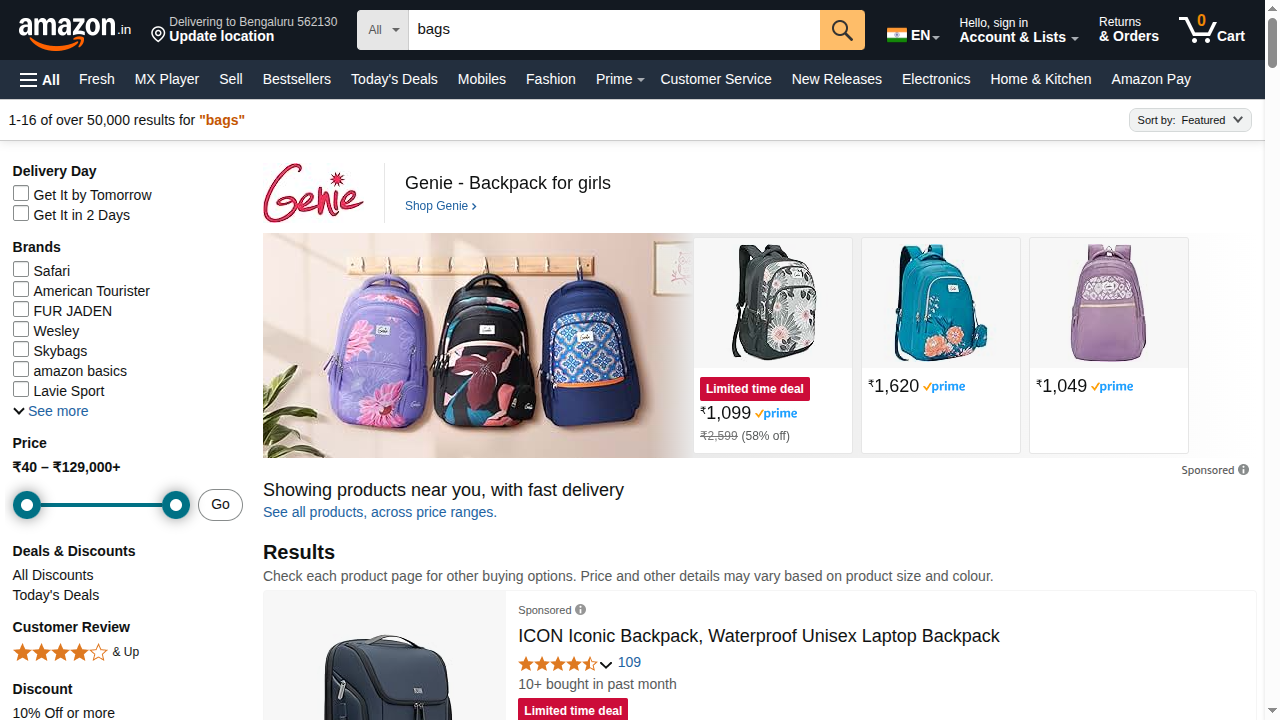 amazon.in
Delivering to Bengaluru 562130
Update location
All
bags
EN
Hello, sign in
Account & Lists
Returns
& Orders
0
Cart
All
Fresh
MX Player
Sell
Bestsellers
Today's Deals
Mobiles
Fashion
Prime
Customer Service
New Releases
Electronics
Home & Kitchen
Amazon Pay
1-16 of over 50,000 results for "bags"
Sort by: Featured
Delivery Day
Get It by Tomorrow
Get It in 2 Days
Brands
Safari
American Tourister
FUR JADEN
Wesley
Skybags
amazon basics
Lavie Sport
See more
Price
₹40 – ₹129,000+
Go
Deals & Discounts
All Discounts
Today's Deals
Customer Review
& Up
Discount
10% Off or more
Genie
Genie - Backpack for girls
Shop Genie ›
Limited time deal
₹1,099 prime
₹2,599 (58% off)
₹1,620 prime
₹1,049 prime
Sponsored
Showing products near you, with fast delivery
See all products, across price ranges.
Results
Check each product page for other buying options. Price and other details may vary based on product size and colour.
Sponsored
ICON Iconic Backpack, Waterproof Unisex Laptop Backpack
109
10+ bought in past month
Limited time deal